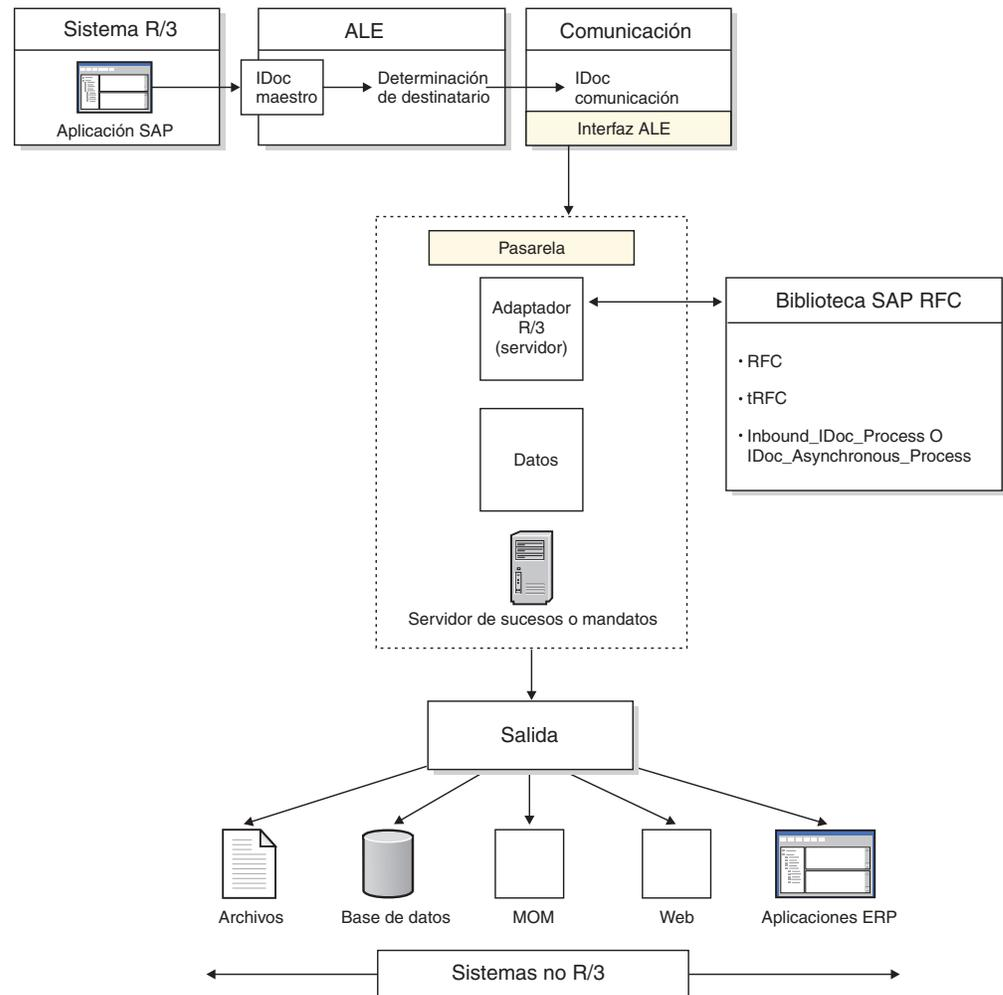 Sistema R/3
ALE
Comunicación
Aplicación SAP
IDoc
maestro
Determinación
de destinatario
IDoc
comunicación
Interfaz ALE
Pasarela
Adaptador
R/3
(servidor)
Biblioteca SAP RFC
• RFC
• tRFC
• Inbound_IDoc_Process O
IDoc_Asynchronous_Process
Datos
Servidor de sucesos o mandatos
Salida
Archivos
Base de datos
MOM
Web
Aplicaciones ERP
Sistemas no R/3